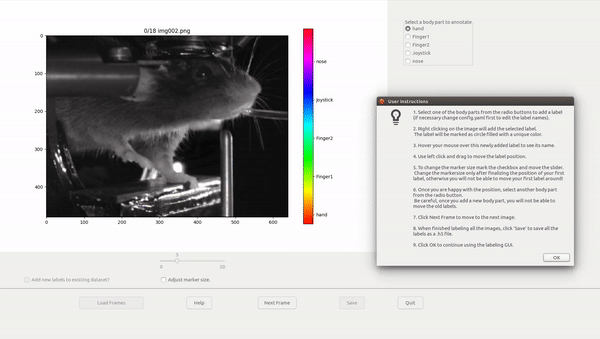 0/18 img002.png
0
100
200
300
400
0
100
200
300
400
500
600
nose
Joystick
Finger2
Finger1
hand
Select a body part to annotate
hand
Finger1
Finger2
Joystick
nose
User instructions
1. Select one of the body parts from the radio buttons to add a label
(if necessary change config.yaml first to edit the label names).
2. Right clicking on the image will add the selected label.
The label will be marked as circle filled with a unique color.
3. Hover your mouse over this newly added label to see its name.
4. Use left click and drag to move the label position.
5. To change the marker size mark the checkbox and move the slider.
Change the markersize only after finalizing the position of your first
label, otherwise you will not be able to move your first label around!
6. Once you are happy with the position, select another body part
from the radio button.
Be careful, once you add a new body part, you will not be able to
move the old labels.
7. Click Next Frame to move to the next image.
8. When finished labeling all the images, click 'Save' to save all the
labels as a .h5 file.
9. Click OK to continue using the labeling GUI.
OK
5
0
20
Add new labels to existing dataset?
Adjust marker size.
Load Frames
Help
Next Frame
Save
Quit